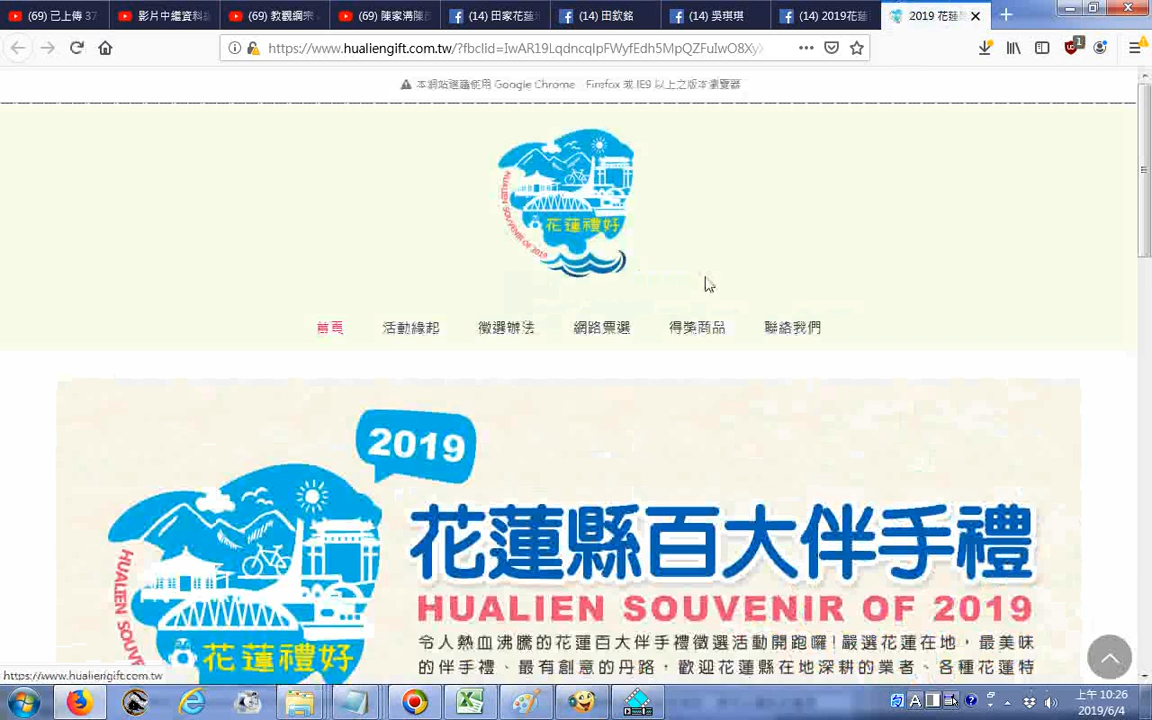 (69) 已上傳 37
(69) 影片中繼資料
(69) 教觀綱宗
(69) 陳家溝陳
(14) 田家花蓮
(14) 田欽銘
(14) 吳琪琪
(14) 2019花蓮
2019 花蓮
https://www.hualiengift.com.tw/?fbclid=IwAR19LqdncqIpFWyfEdh5MpQZFuIwO8Xy
本網站建議使用 Google Chrome、Firefox 或 IE9 以上之版本瀏覽器
HUALIEN SOUVENIR OF 2019
花蓮禮好
首頁 活動緣起 徵選辦法 網路票選 得獎商品 聯絡我們
2019
花蓮縣百大伴手禮
HUALIEN SOUVENIR OF 2019
令人熱血沸騰的花蓮百大伴手禮徵選活動開跑囉!嚴選花蓮在地,最美味
的伴手禮、最有創意的丹路,歡迎花蓮縣在地深耕的業者、各種花蓮特
HUALIEN SOUV
花蓮禮好
https://www.hualiengift.com.tw
上午 10:26
2019/6/4